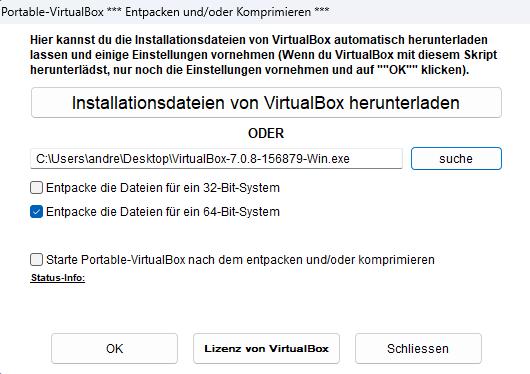 Portable-VirtualBox *** Entpacken und/oder Komprimieren ***
Hier kannst du die Installationsdateien von VirtualBox automatisch herunterladen
lassen und einige Einstellungen vornehmen (Wenn du VirtualBox mit diesem Skript
herunterlädst, nur noch die Einstellungen vornehmen und auf ""OK"" klicken).
Installationsdateien von VirtualBox herunterladen
ODER
C:\Users\andre\Desktop\VirtualBox-7.0.8-156879-Win.exe
suche
Entpacke die Dateien für ein 32-Bit-System
Entpacke die Dateien für ein 64-Bit-System
Starte Portable-VirtualBox nach dem entpacken und/oder komprimieren
Status-Info:
OK
Lizenz von VirtualBox
Schliessen